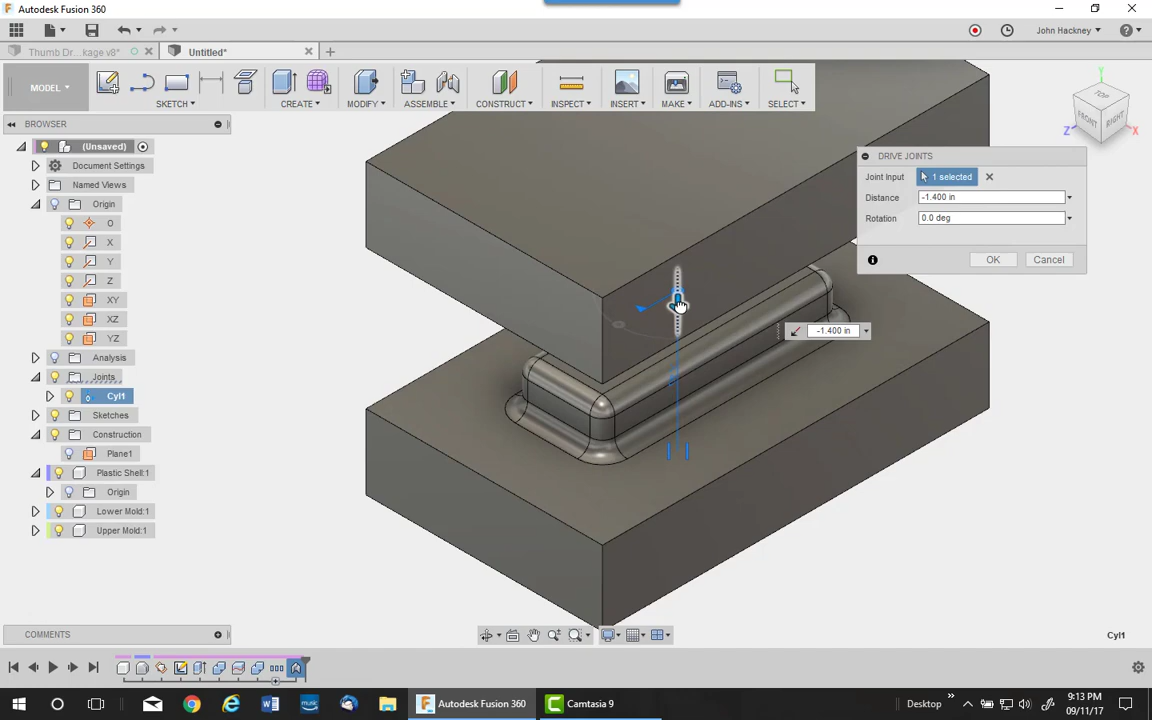 Autodesk Fusion 360
John Hackney
Thumb Dr...kage v8*
Untitled*
MODEL
SKETCH
CREATE
MODIFY
ASSEMBLE
CONSTRUCT
INSPECT
INSERT
MAKE
ADD-INS
SELECT
BROWSER
(Unsaved)
Document Settings
Named Views
Origin
O
X
Y
Z
XY
XZ
YZ
Analysis
Joints
Cyl1
Sketches
Construction
Plane1
Plastic Shell:1
Origin
Lower Mold:1
Upper Mold:1
Y
TOP
FRONT
RIGHT
Z
X
DRIVE JOINTS
Joint Input
1 selected
Distance
-1.400 in
Rotation
0.0 deg
OK
Cancel
-1.400 in
COMMENTS
Cyl1
Autodesk Fusion 360
Camtasia 9
Desktop
9:13 PM
09/11/17